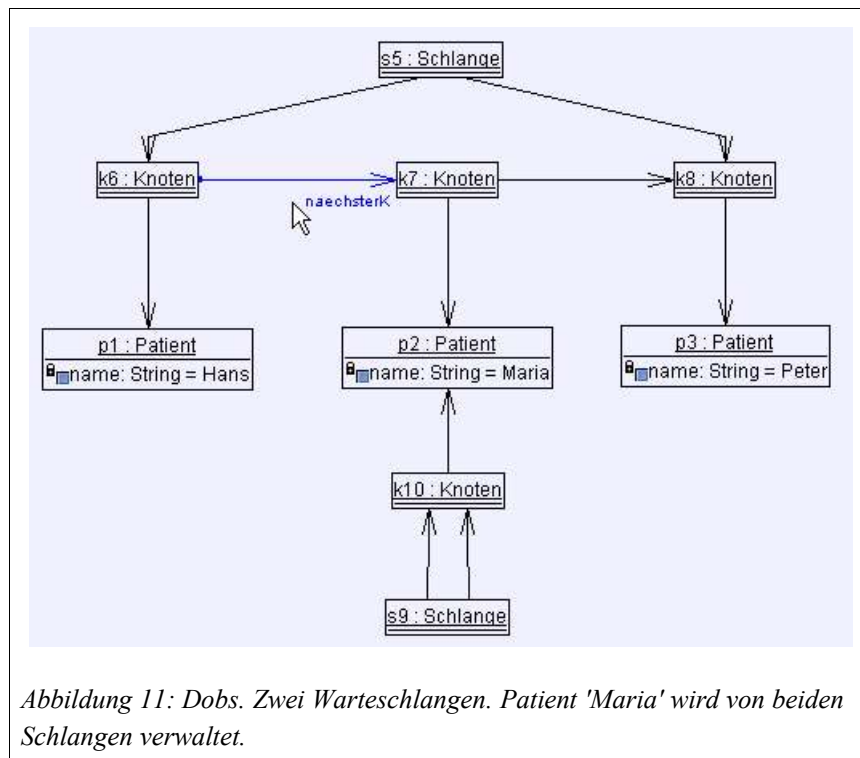 s5 : Schlange
k6 : Knoten
k7 : Knoten
k8 : Knoten
naechsterK
p1 : Patient
name: String = Hans
p2 : Patient
name: String = Maria
p3 : Patient
name: String = Peter
k10 : Knoten
s9 : Schlange
Abbildung 11: Dobs. Zwei Warteschlangen. Patient 'Maria' wird von beiden
Schlangen verwaltet.